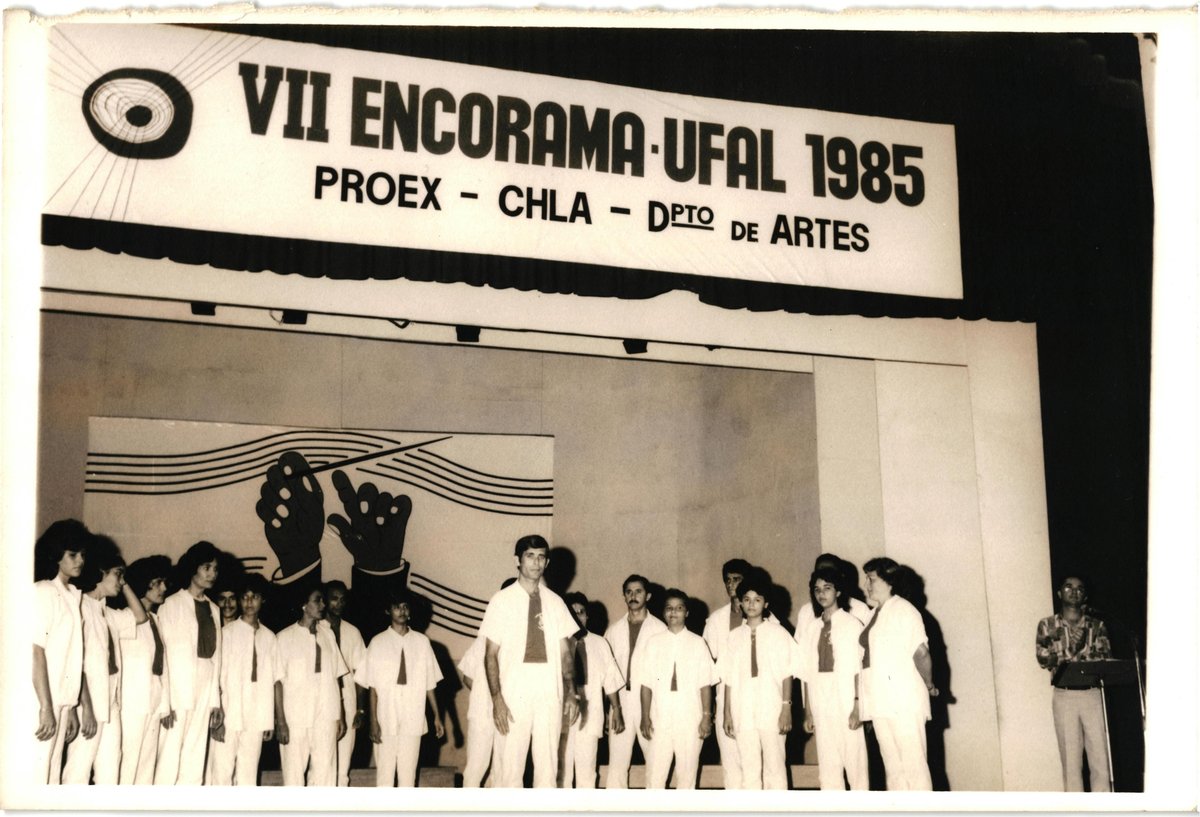 VII ENCORAMA-UFAL 1985
PROEX - CHLA - DPTO DE ARTES